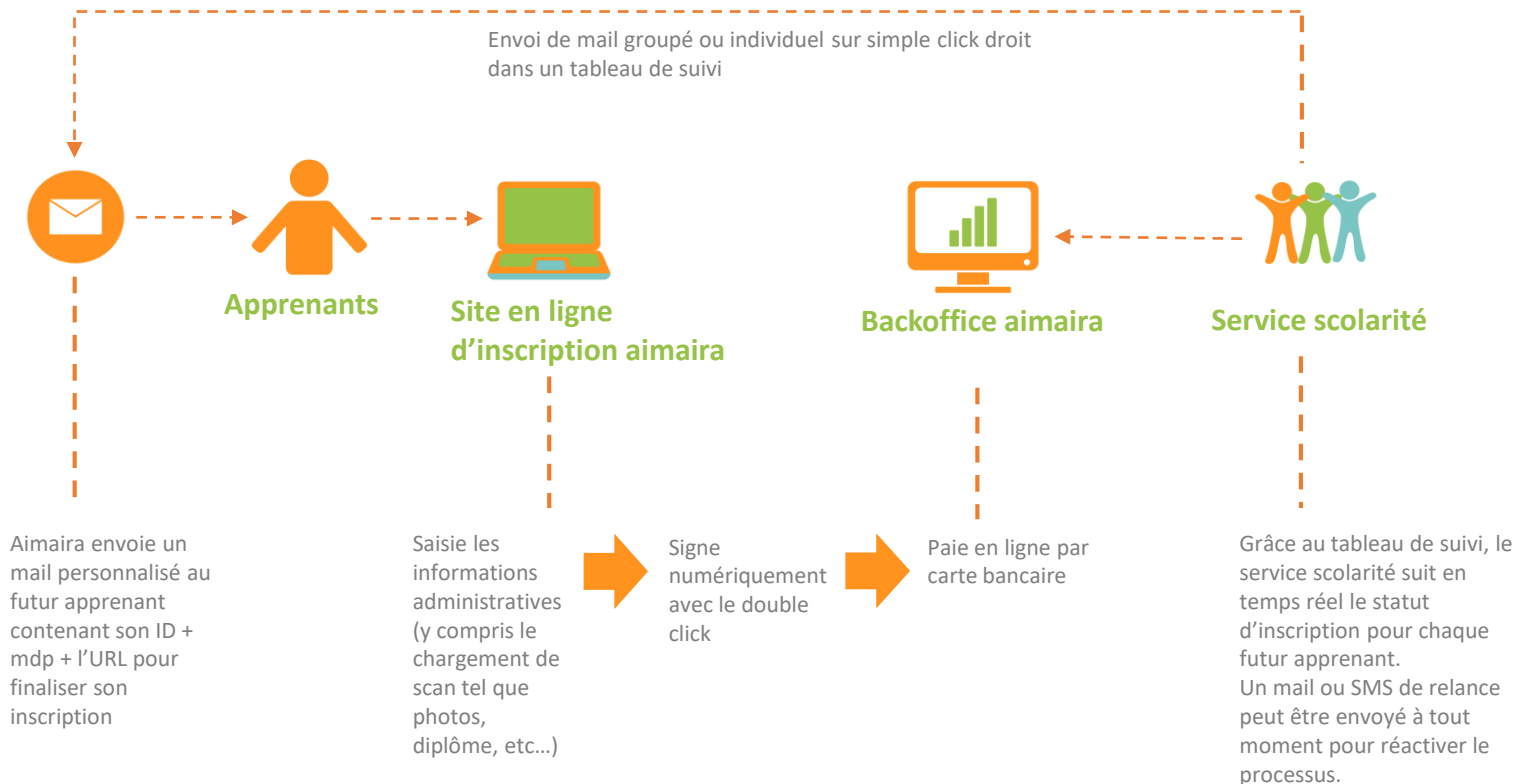 Envoi de mail groupé ou individuel sur simple click droit
dans un tableau de suivi
Apprenants
Site en ligne
d’inscription aimaira
Backoffice aimaira
Service scolarité
Aimaira envoie un
mail personnalisé au
futur apprenant
contenant son ID +
mdp + l’URL pour
finaliser son
inscription
Saisie les
informations
administratives
(y compris le
chargement de
scan tel que
photos,
diplôme, etc…)
Signe
numériquement
avec le double
click
Paie en ligne par
carte bancaire
Grâce au tableau de suivi, le
service scolarité suit en
temps réel le statut
d’inscription pour chaque
futur apprenant.
Un mail ou SMS de relance
peut être envoyé à tout
moment pour réactiver le
processus.